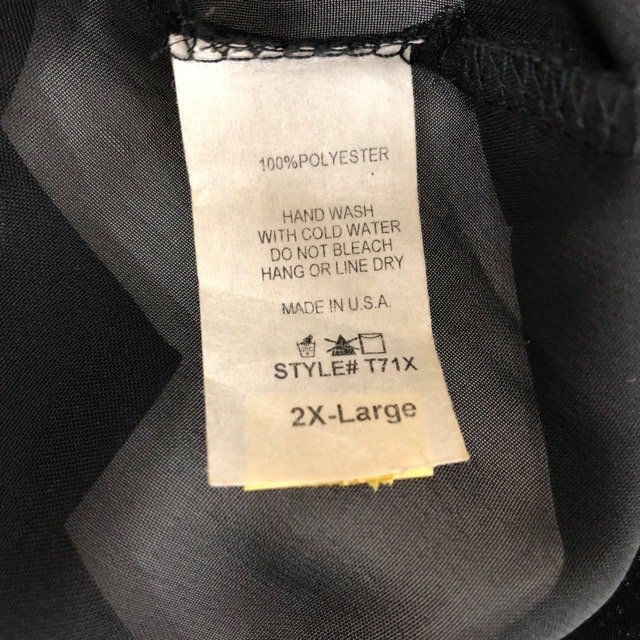 100%POLYESTER
HAND WASH
WITH COLD WATER
DO NOT BLEACH
HANG OR LINE DRY
MADE IN U.S.A.
STYLE# T71X
2X-Large